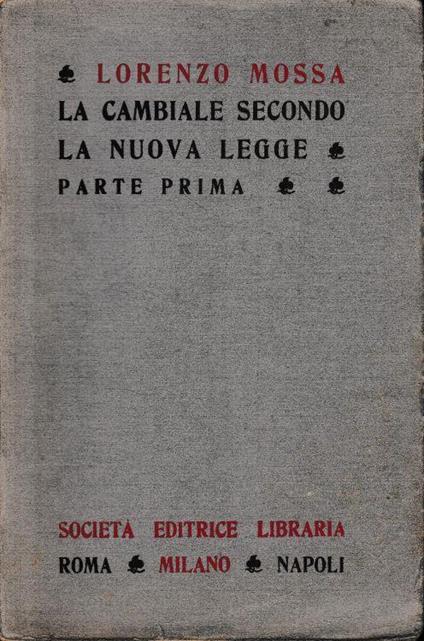 LORENZO MOSSA
LA CAMBIALE SECONDO
LA NUOVA LEGGE
PARTE PRIMA
SOCIETÀ EDITRICE LIBRARIA
ROMA MILANO NAPOLI